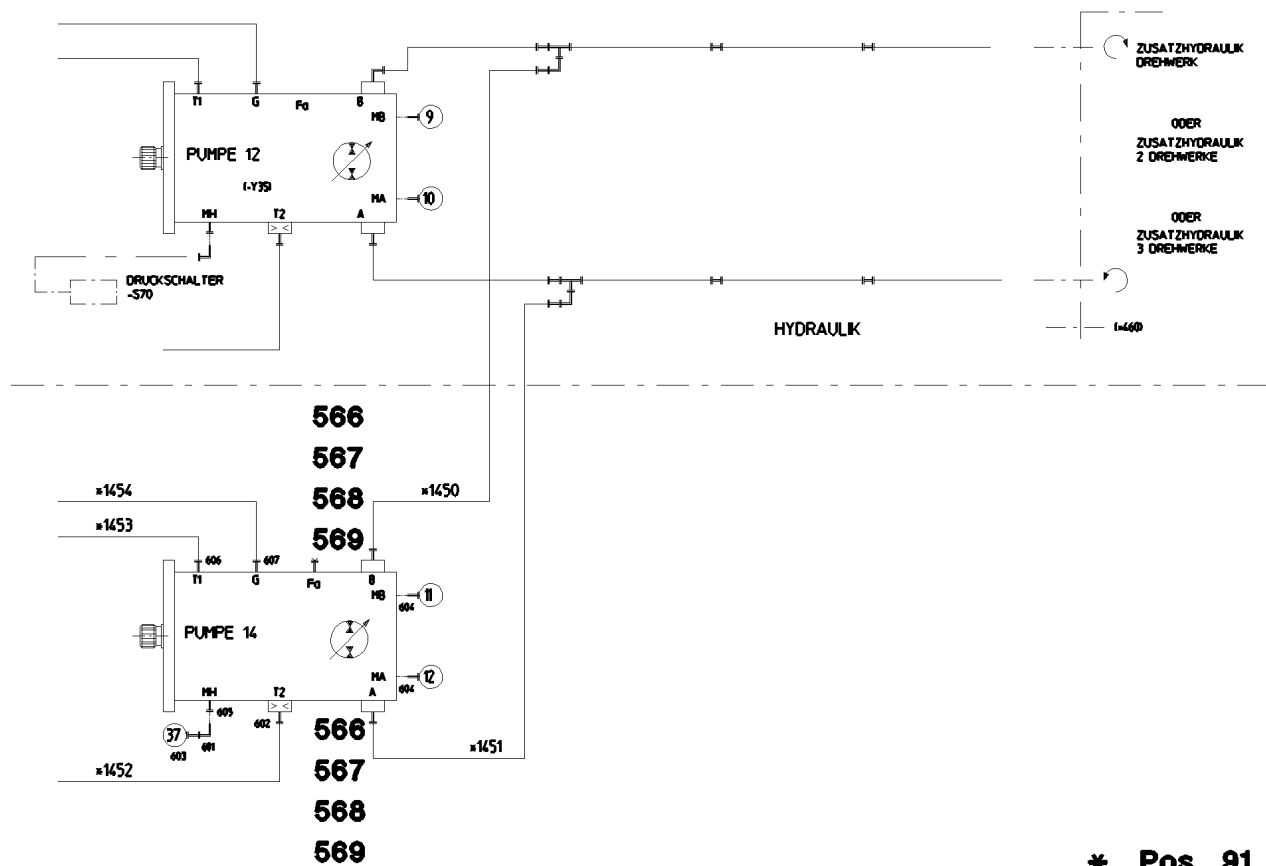 ZUSATZHYDRAULIK
DREHWERK
ODER
ZUSATZHYDRAULIK
2 DREHWERKE
ODER
ZUSATZHYDRAULIK
3 DREHWERKE
T1
G
Fa
B
MB
9
PUMPE 12
(-Y35)
MA
10
MH
T2
A
> <
DRUCKSCHALTER
-S70
HYDRAULIK
(=460)
566
567
568
569
*1454
*1453
*1450
606
607
T1
G
Fa
B
MB
11
604
PUMPE 14
MA
12
604
MH
T2
A
> <
605
602
37
603
601
566
567
568
569
*1451
*1452
* Pos. 91